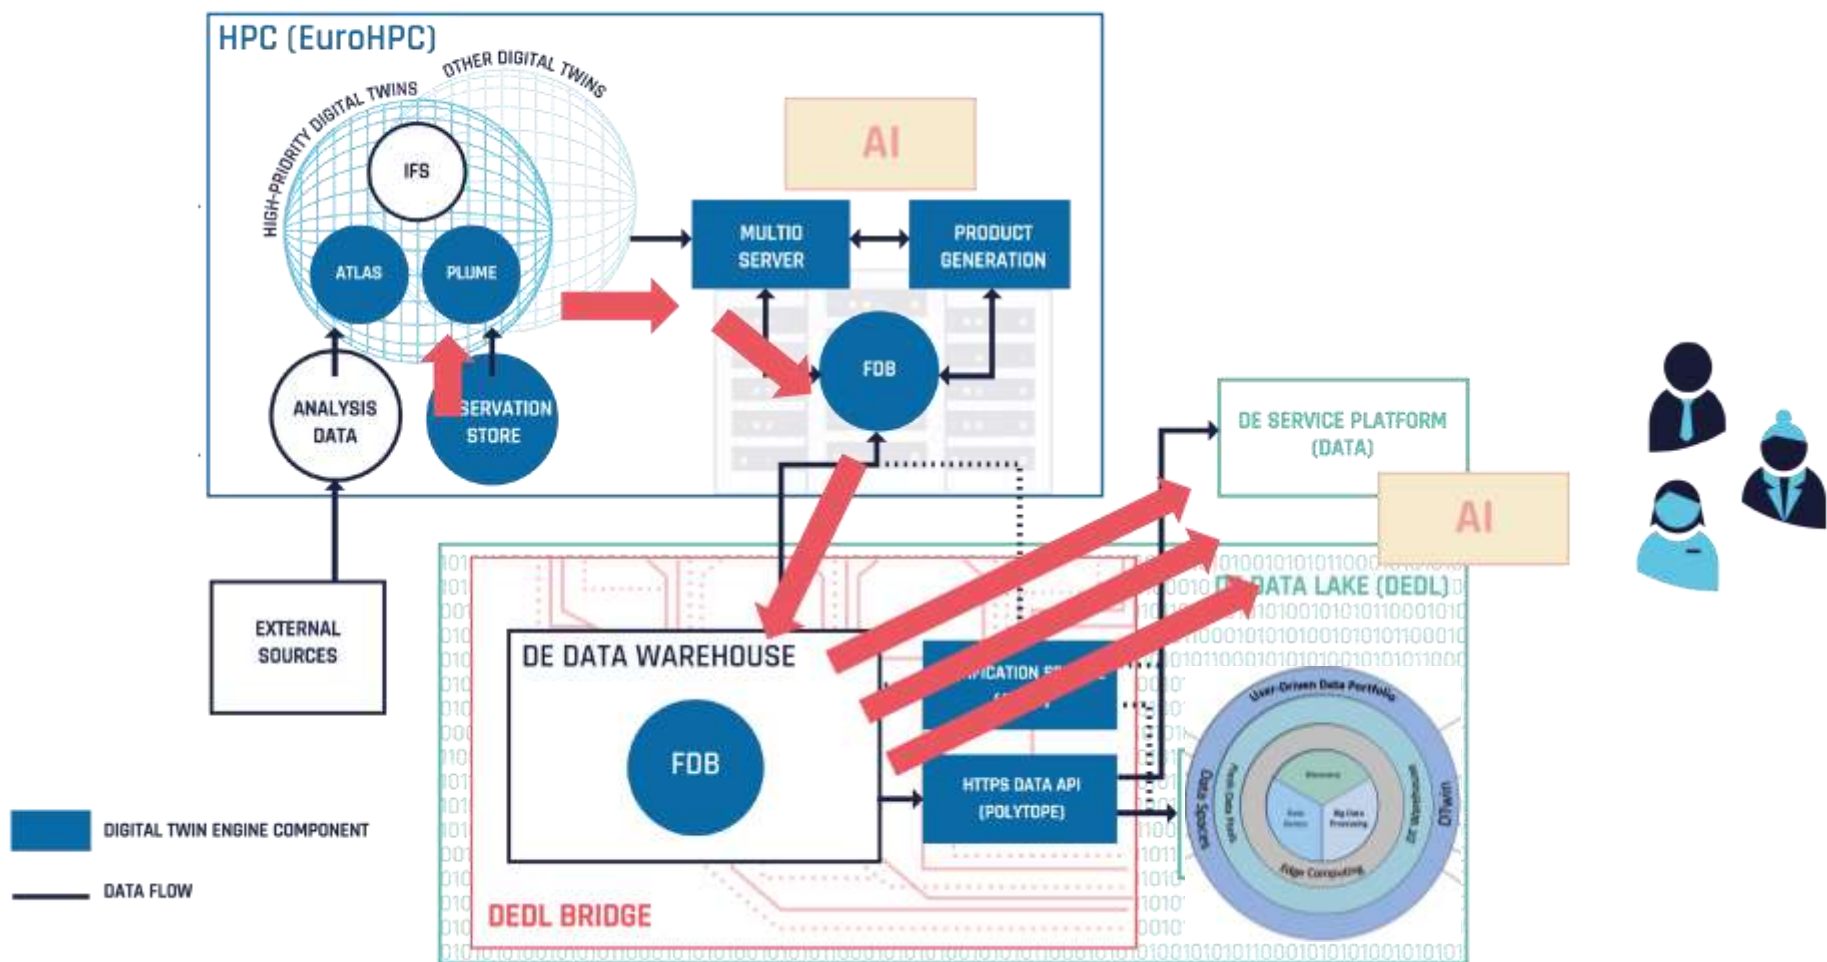 HPC (EuroHPC)
OTHER DIGITAL TWINS
HIGH-PRIORITY DIGITAL TWINS
IFS
ATLAS
PLUME
AI
MULTIO
SERVER
PRODUCT
GENERATION
FDB
ANALYSIS
DATA
SERVATION
STORE
DE SERVICE PLATFORM
(DATA)
AI
EXTERNAL
SOURCES
DATA LAKE (DEDL)
DE DATA WAREHOUSE
FDB
HTTPS DATA API
(POLYTOPE)
DEDL BRIDGE
User-Driven Data Portfolio
Data Spaces
DTwin
Edge Computing
Big Data
Processing
DIGITAL TWIN ENGINE COMPONENT
DATA FLOW